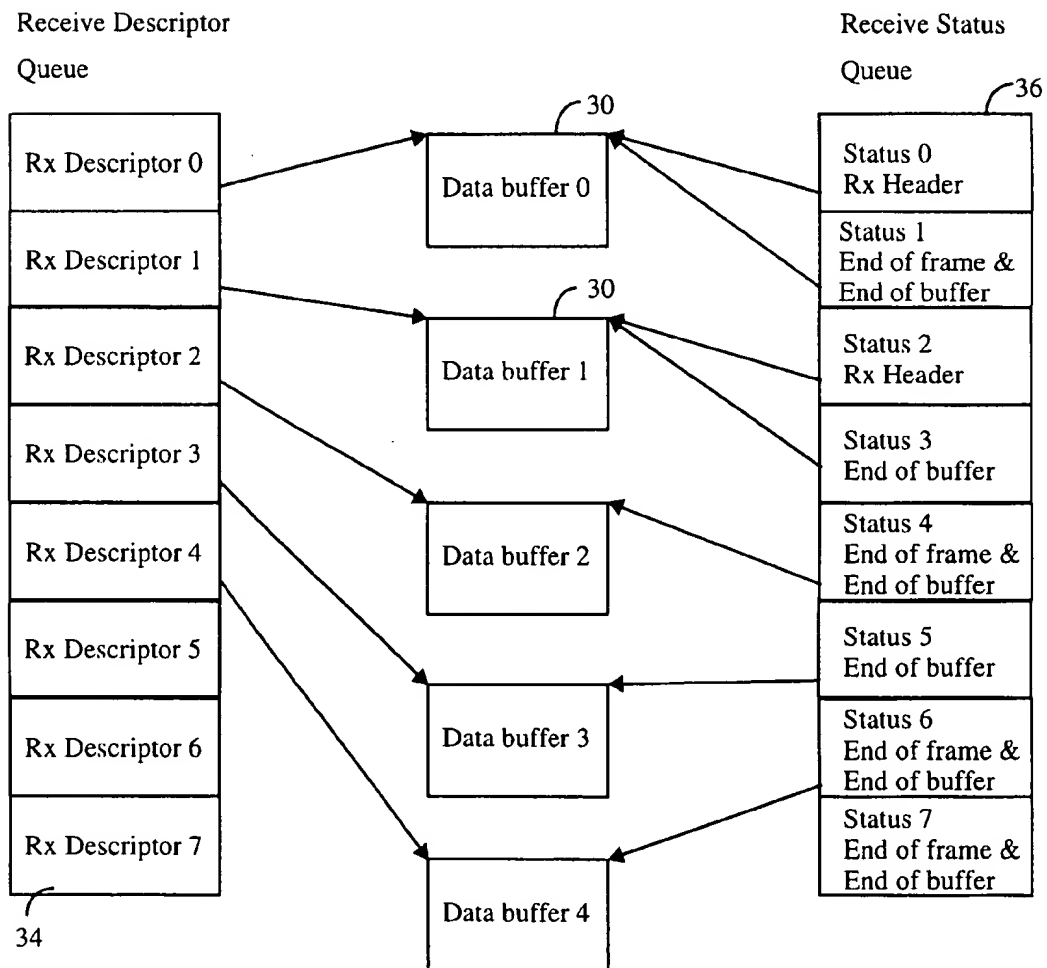 Receive Descriptor
Queue
Receive Status
Queue
36
30
30
Rx Descriptor 0
Rx Descriptor 1
Rx Descriptor 2
Rx Descriptor 3
Rx Descriptor 4
Rx Descriptor 5
Rx Descriptor 6
Rx Descriptor 7
34
Data buffer 0
Data buffer 1
Data buffer 2
Data buffer 3
Data buffer 4
Status 0
Rx Header
Status 1
End of frame &
End of buffer
Status 2
Rx Header
Status 3
End of buffer
Status 4
End of frame &
End of buffer
Status 5
End of buffer
Status 6
End of frame &
End of buffer
Status 7
End of frame &
End of buffer